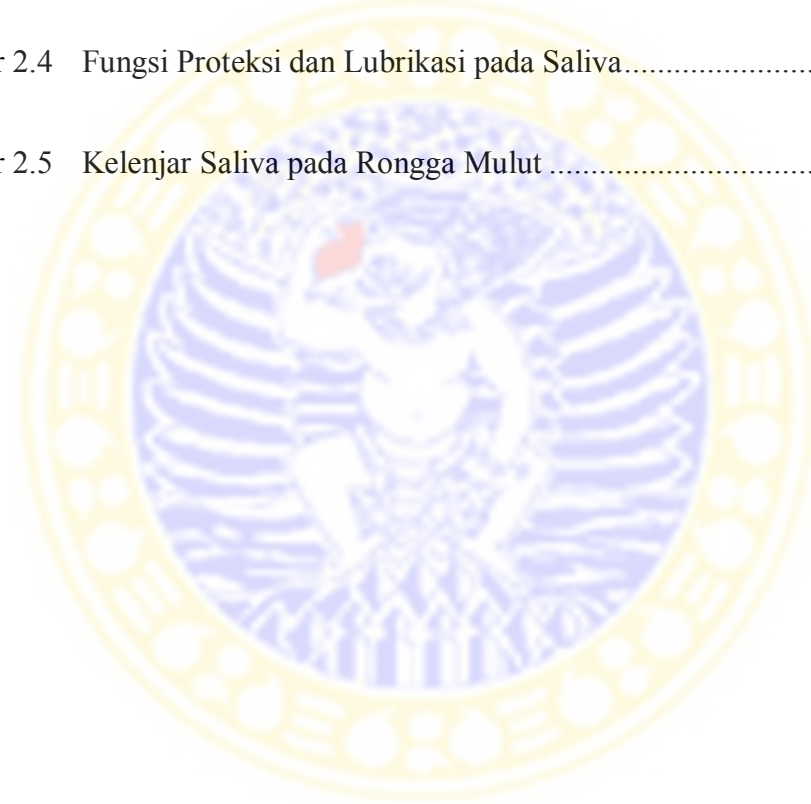 r 2.4 Fungsi Proteksi dan Lubrikasi pada Saliva.......................
r 2.5 Kelenjar Saliva pada Rongga Mulut ................................